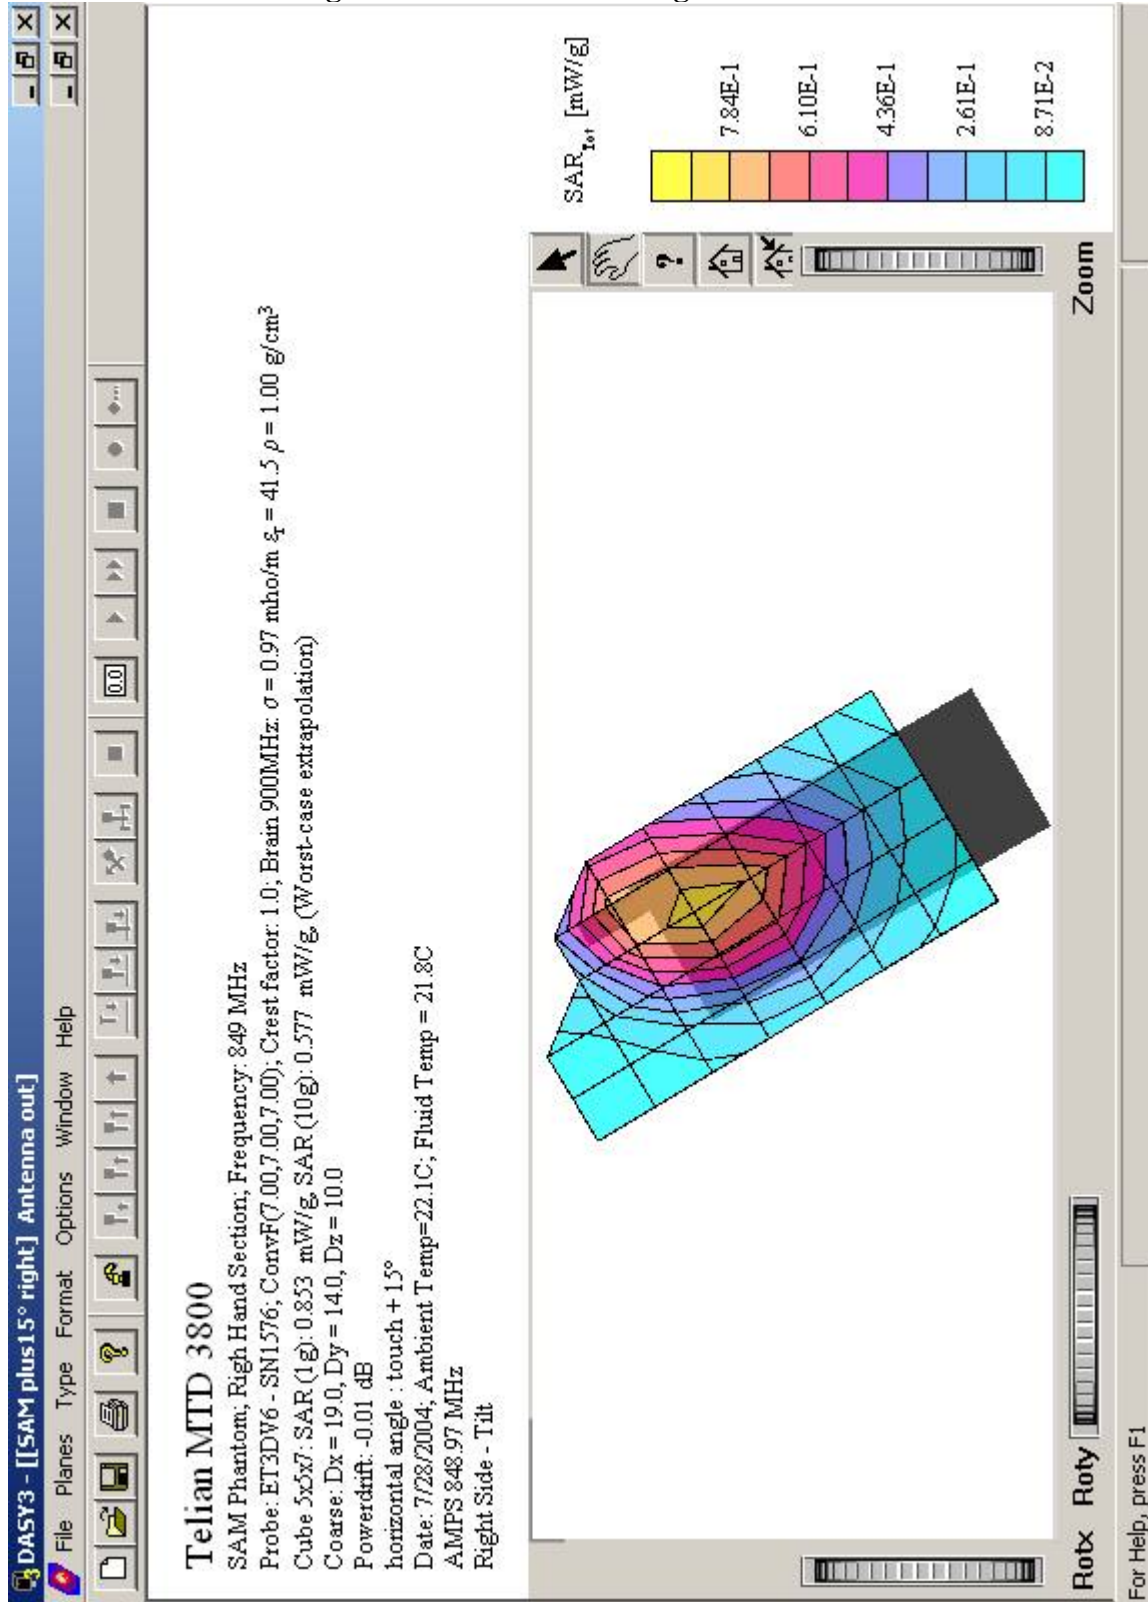 DASY3 - [[SAM plus15° right] Antenna out]
File Planes Type Format Options Window Help
0.0
Telian MTD 3800
SAM Phantom; Righ Hand Section; Frequency: 849 MHz
Probe: ET3DV6 - SN1576; ConvF(7.00,7.00,7.00); Crest factor: 1.0; Brain 900MHz: σ = 0.97 mho/m εr = 41.5 ρ = 1.00 g/cm³
Cube 5x5x7: SAR (1g): 0.853 mW/g, SAR (10g): 0.577 mW/g, (Worst-case extrapolation)
Coarse: Dx = 19.0, Dy = 14.0, Dz = 10.0
Powerdrift: -0.01 dB
horizontal angle : touch + 15°
Date: 7/28/2004; Ambient Temp=22.1C; Fluid Temp = 21.8C
AMPS 848.97 MHz
Right Side - Tilt
SARTot [mW/g]
7.84E-1
6.10E-1
4.36E-1
2.61E-1
8.71E-2
?
Rotx Roty
Zoom
For Help, press F1